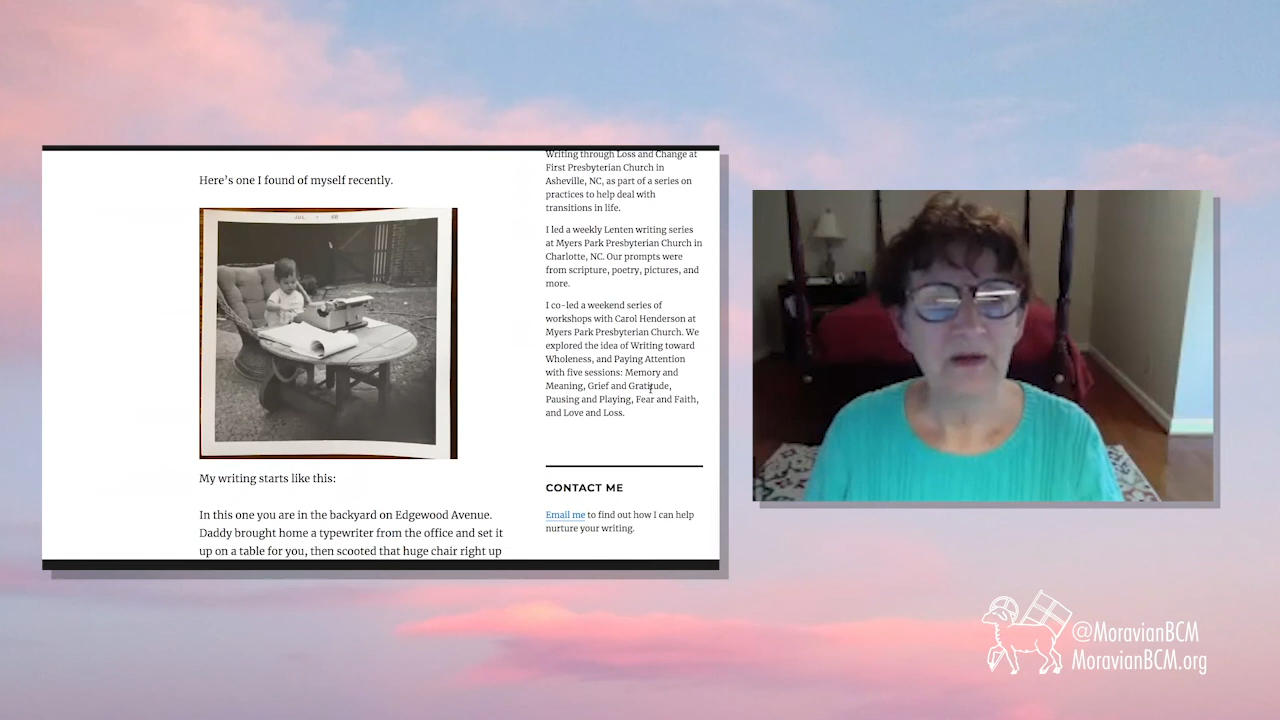 Here's one I found of myself recently.
JUL • 60
My writing starts like this:
In this one you are in the backyard on Edgewood Avenue.
Daddy brought home a typewriter from the office and set it
up on a table for you, then scooted that huge chair right up
Writing through Loss and Change at
First Presbyterian Church in
Asheville, NC, as part of a series on
practices to help deal with
transitions in life.
I led a weekly Lenten writing series
at Myers Park Presbyterian Church in
Charlotte, NC. Our prompts were
from scripture, poetry, pictures, and
more.
I co-led a weekend series of
workshops with Carol Henderson at
Myers Park Presbyterian Church. We
explored the idea of Writing toward
Wholeness, and Paying Attention
with five sessions: Memory and
Meaning, Grief and Gratitude,
Pausing and Playing, Fear and Faith,
and Love and Loss.
CONTACT ME
Email me to find out how I can help
nurture your writing.
@MoravianBCM
MoravianBCM.org